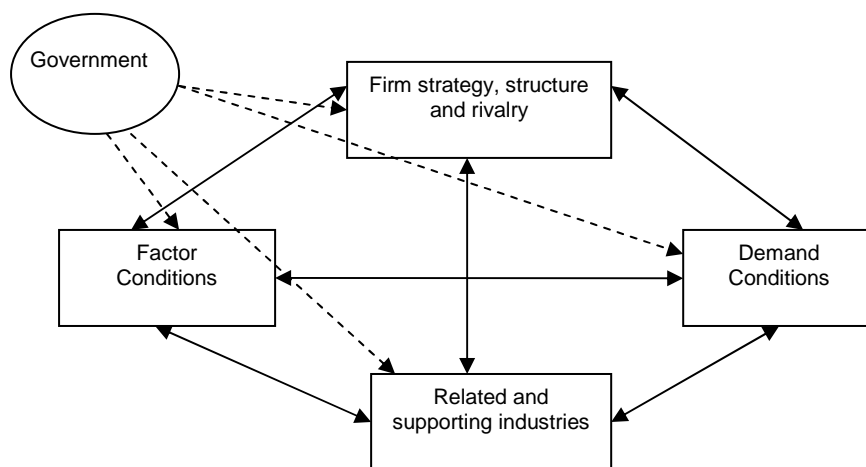 Government
Firm strategy, structure
and rivalry
Factor
Conditions
Demand
Conditions
Related and
supporting industries